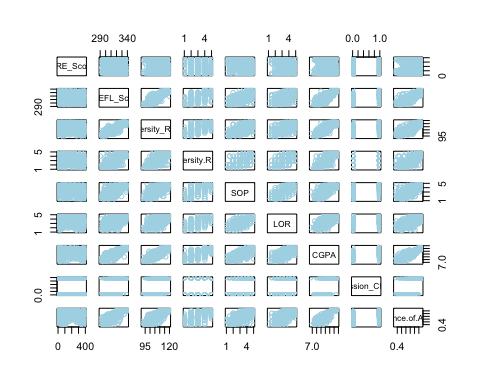 290 340 1 4 1 4 0.0 1.0
RE_Sco 0
290 EFL_Sc
ersity_R 95
1 5 ersity.R
SOP 1 5
1 5 LOR
CGPA 7.0
0.0 ssion_C
nce.of.A 0.4
0 400 95 120 1 4 7.0 0.4